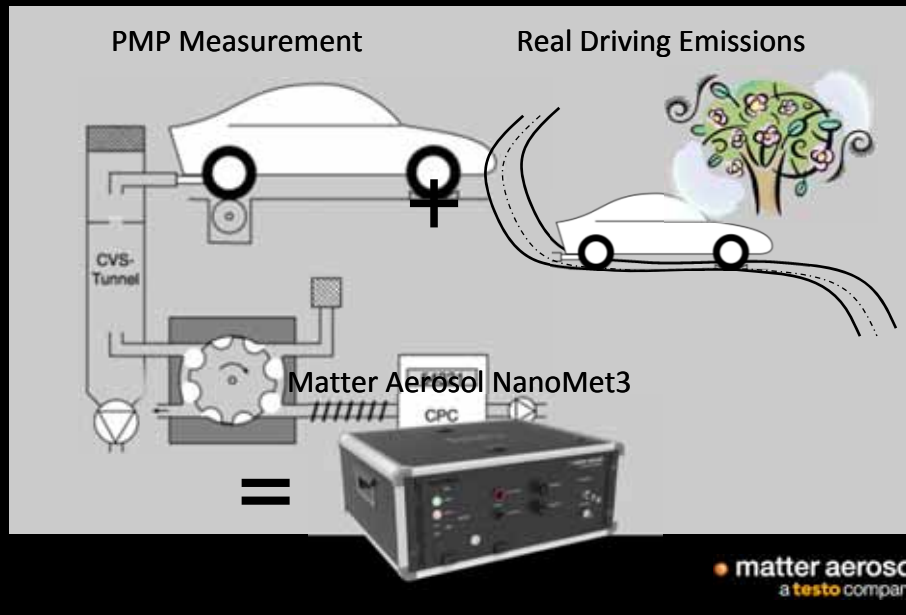 PMP Measurement
Real Driving Emissions
CVS-
Tunnel
Matter Aerosol NanoMet3
CPC
=
matter aeroso
a testo compan